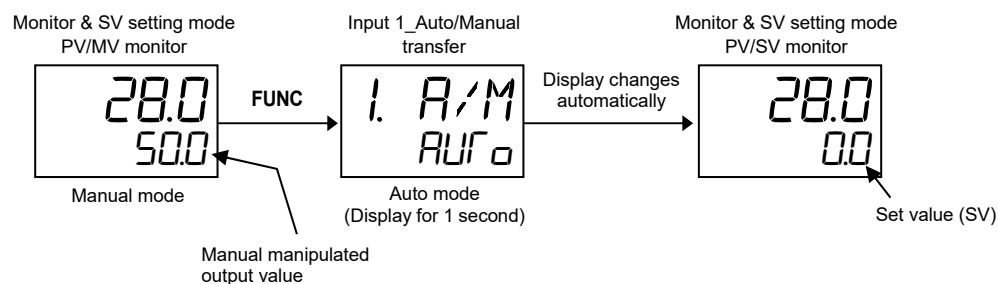 Monitor & SV setting mode
PV/MV monitor
28.0
50.0
Manual mode
Manual manipulated
output value
FUNC
Input 1_Auto/Manual
transfer
1. A/M
AUTo
Auto mode
(Display for 1 second)
Display changes
automatically
Monitor & SV setting mode
PV/SV monitor
28.0
0.0
Set value (SV)